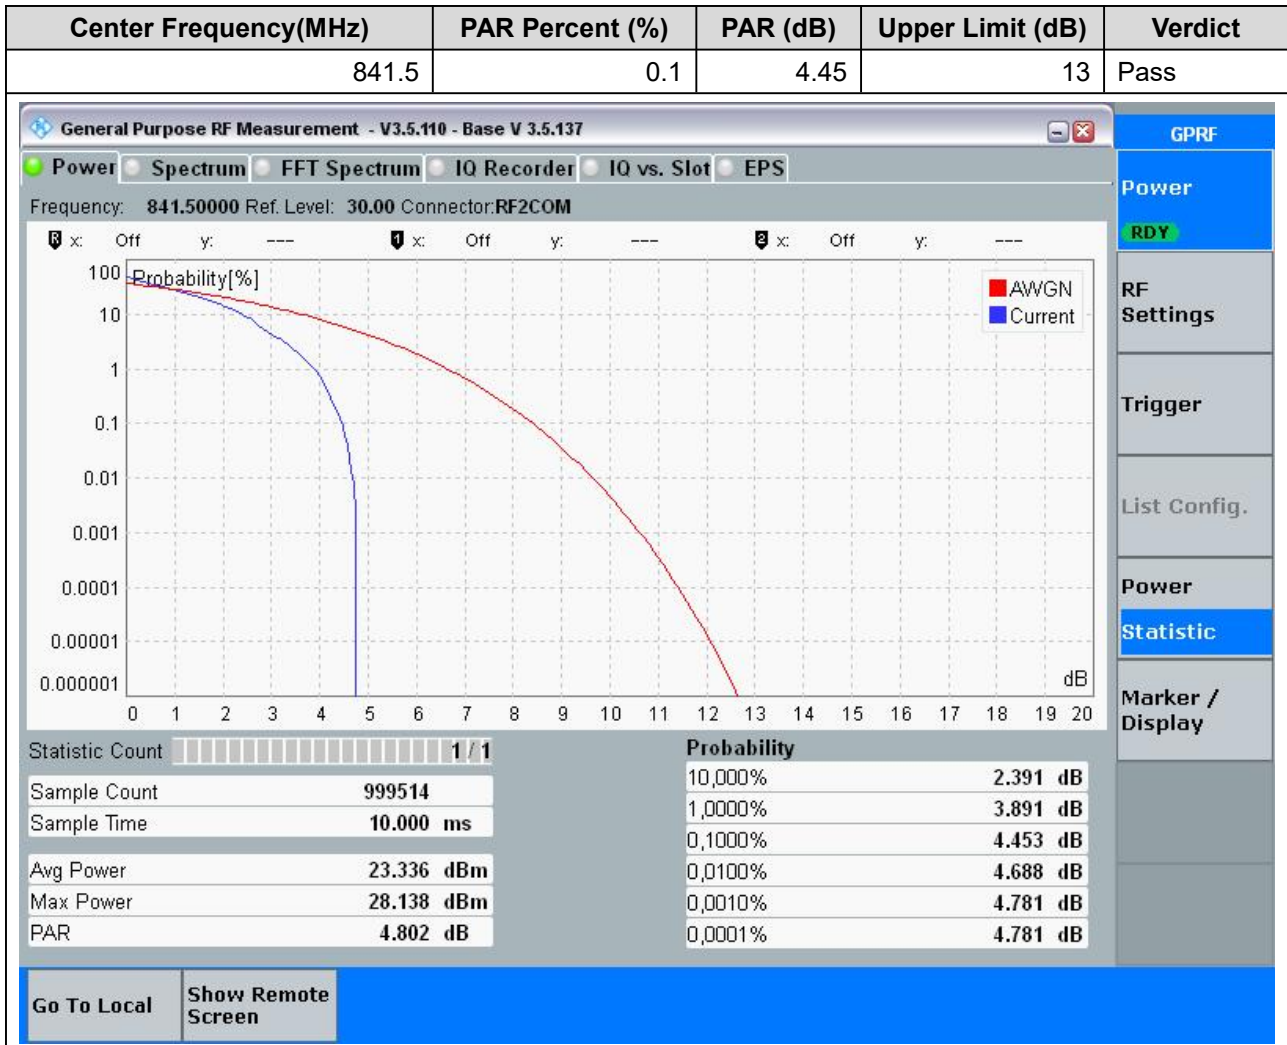 Center Frequency(MHz) PAR Percent (%) PAR (dB) Upper Limit (dB) Verdict
841.5 0.1 4.45 13 Pass
General Purpose RF Measurement - V3.5.110 - Base V 3.5.137
GPRF
Power Spectrum FFT Spectrum IQ Recorder IQ vs. Slot EPS
Frequency: 841.50000 Ref. Level: 30.00 Connector:RF2COM
R x: Off y: --- 1 x: Off y: --- 2 x: Off y: ---
Probability[%]
AWGN
Current
100
10
1
0.1
0.01
0.001
0.0001
0.00001
0.000001
dB
0 1 2 3 4 5 6 7 8 9 10 11 12 13 14 15 16 17 18 19 20
Statistic Count 1 / 1
Sample Count 999514
Sample Time 10.000 ms
Avg Power 23.336 dBm
Max Power 28.138 dBm
PAR 4.802 dB
Probability
10,000% 2.391 dB
1,0000% 3.891 dB
0,1000% 4.453 dB
0,0100% 4.688 dB
0,0010% 4.781 dB
0,0001% 4.781 dB
Power
RDY
RF
Settings
Trigger
List Config.
Power
Statistic
Marker /
Display
Go To Local
Show Remote
Screen